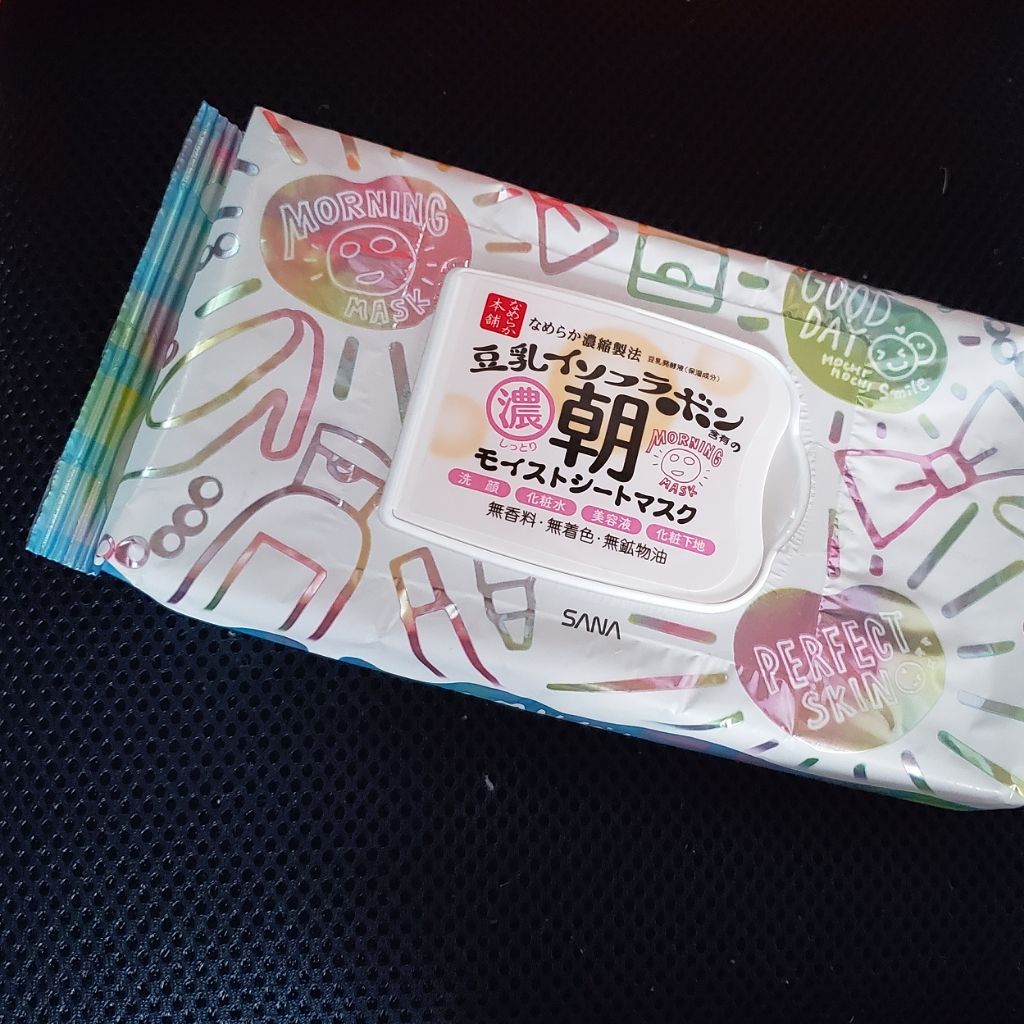 MORNING
MASK
GOOD
DAY
Smile
なめらか
本舗
なめらか濃縮製法 豆乳発酵液(保湿成分)
豆乳イソフラボン
含有の
濃
しっとり
朝
MORNING
MASK
モイストシートマスク
洗顔 化粧水 美容液 化粧下地
無香料・無着色・無鉱物油
SANA
PERFECT
SKIN